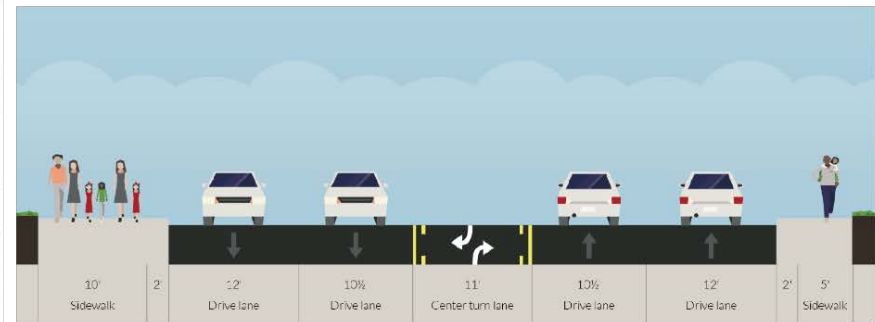 10' 2' 12' 10½ 11' 10½ 12' 2' 5'
Sidewalk Drive lane Drive lane Center turn lane Drive lane Drive lane Sidewalk